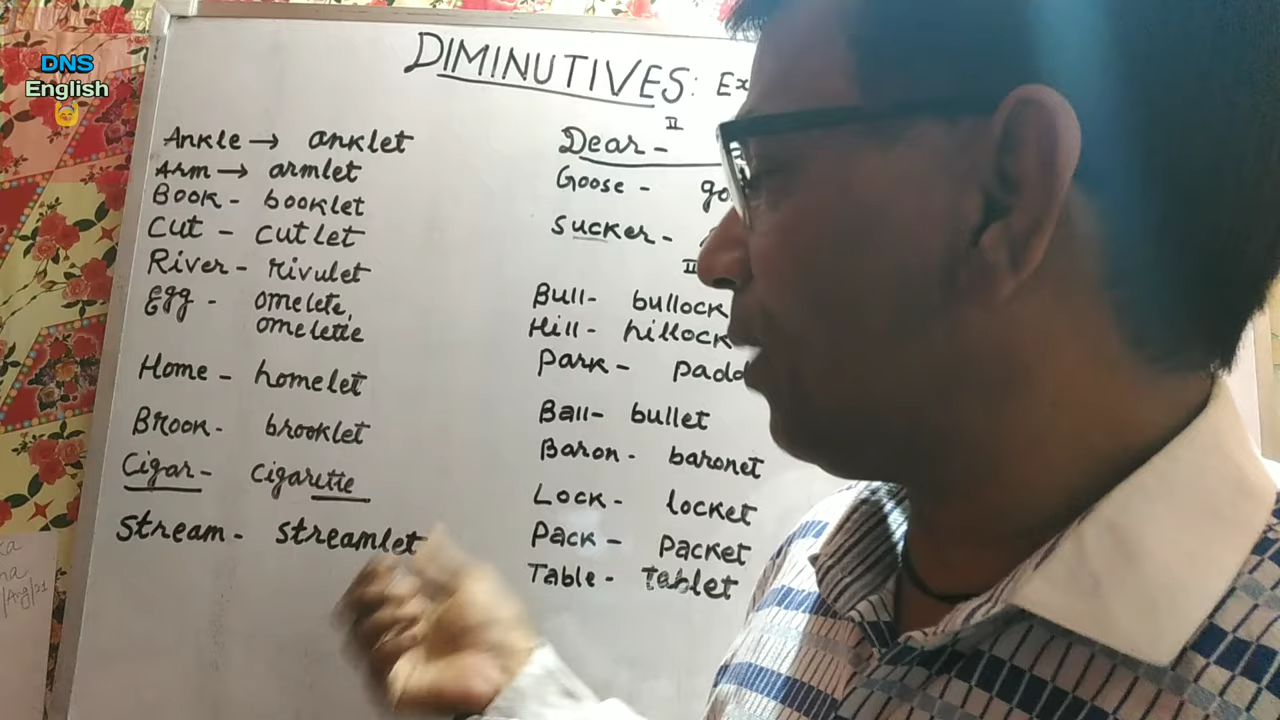 DNS
English
DIMINUTIVES: Ex
Ankle → anklet
Arm → armlet
Book - booklet
Cut - cutlet
River - rivulet
Egg - omelete,
omelette
Home - homelet
Brook - brooklet
Cigar - cigarette
Stream - streamlet
II
Dear -
Goose - go
Sucker -
Bull - bullock
Hill - hillock
Park - padd
Ball - bullet
Baron - baronet
Lock - locket
Pack - packet
Table - tablet